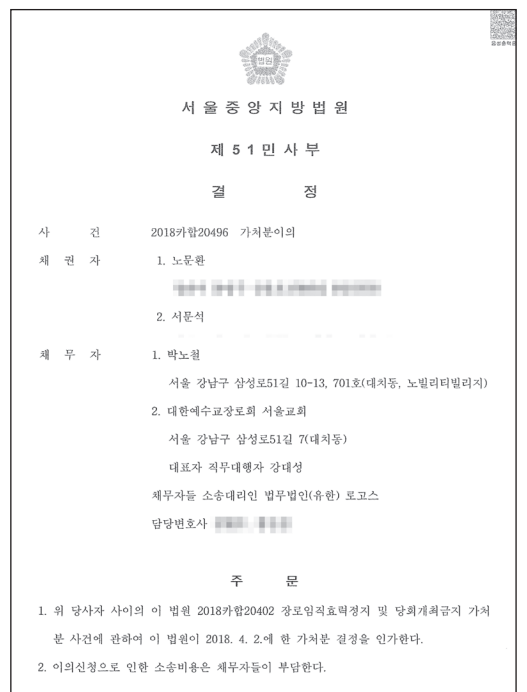 음성출력용
법원
서울중앙지방법원
제51민사부
결 정
사 건 2018카합20496 가처분이의
채 권 자 1. 노문환
2. 서문석
채 무 자 1. 박노철
서울 강남구 삼성로51길 10-13, 701호(대치동, 노빌리티빌리지)
2. 대한예수교장로회 서울교회
서울 강남구 삼성로51길 7(대치동)
대표자 직무대행자 강대성
채무자들 소송대리인 법무법인(유한) 로고스
담당변호사
주 문
1. 위 당사자 사이의 이 법원 2018카합20402 장로임직효력정지 및 당회개최금지 가처
분 사건에 관하여 이 법원이 2018. 4. 2.에 한 가처분 결정을 인가한다.
2. 이의신청으로 인한 소송비용은 채무자들이 부담한다.